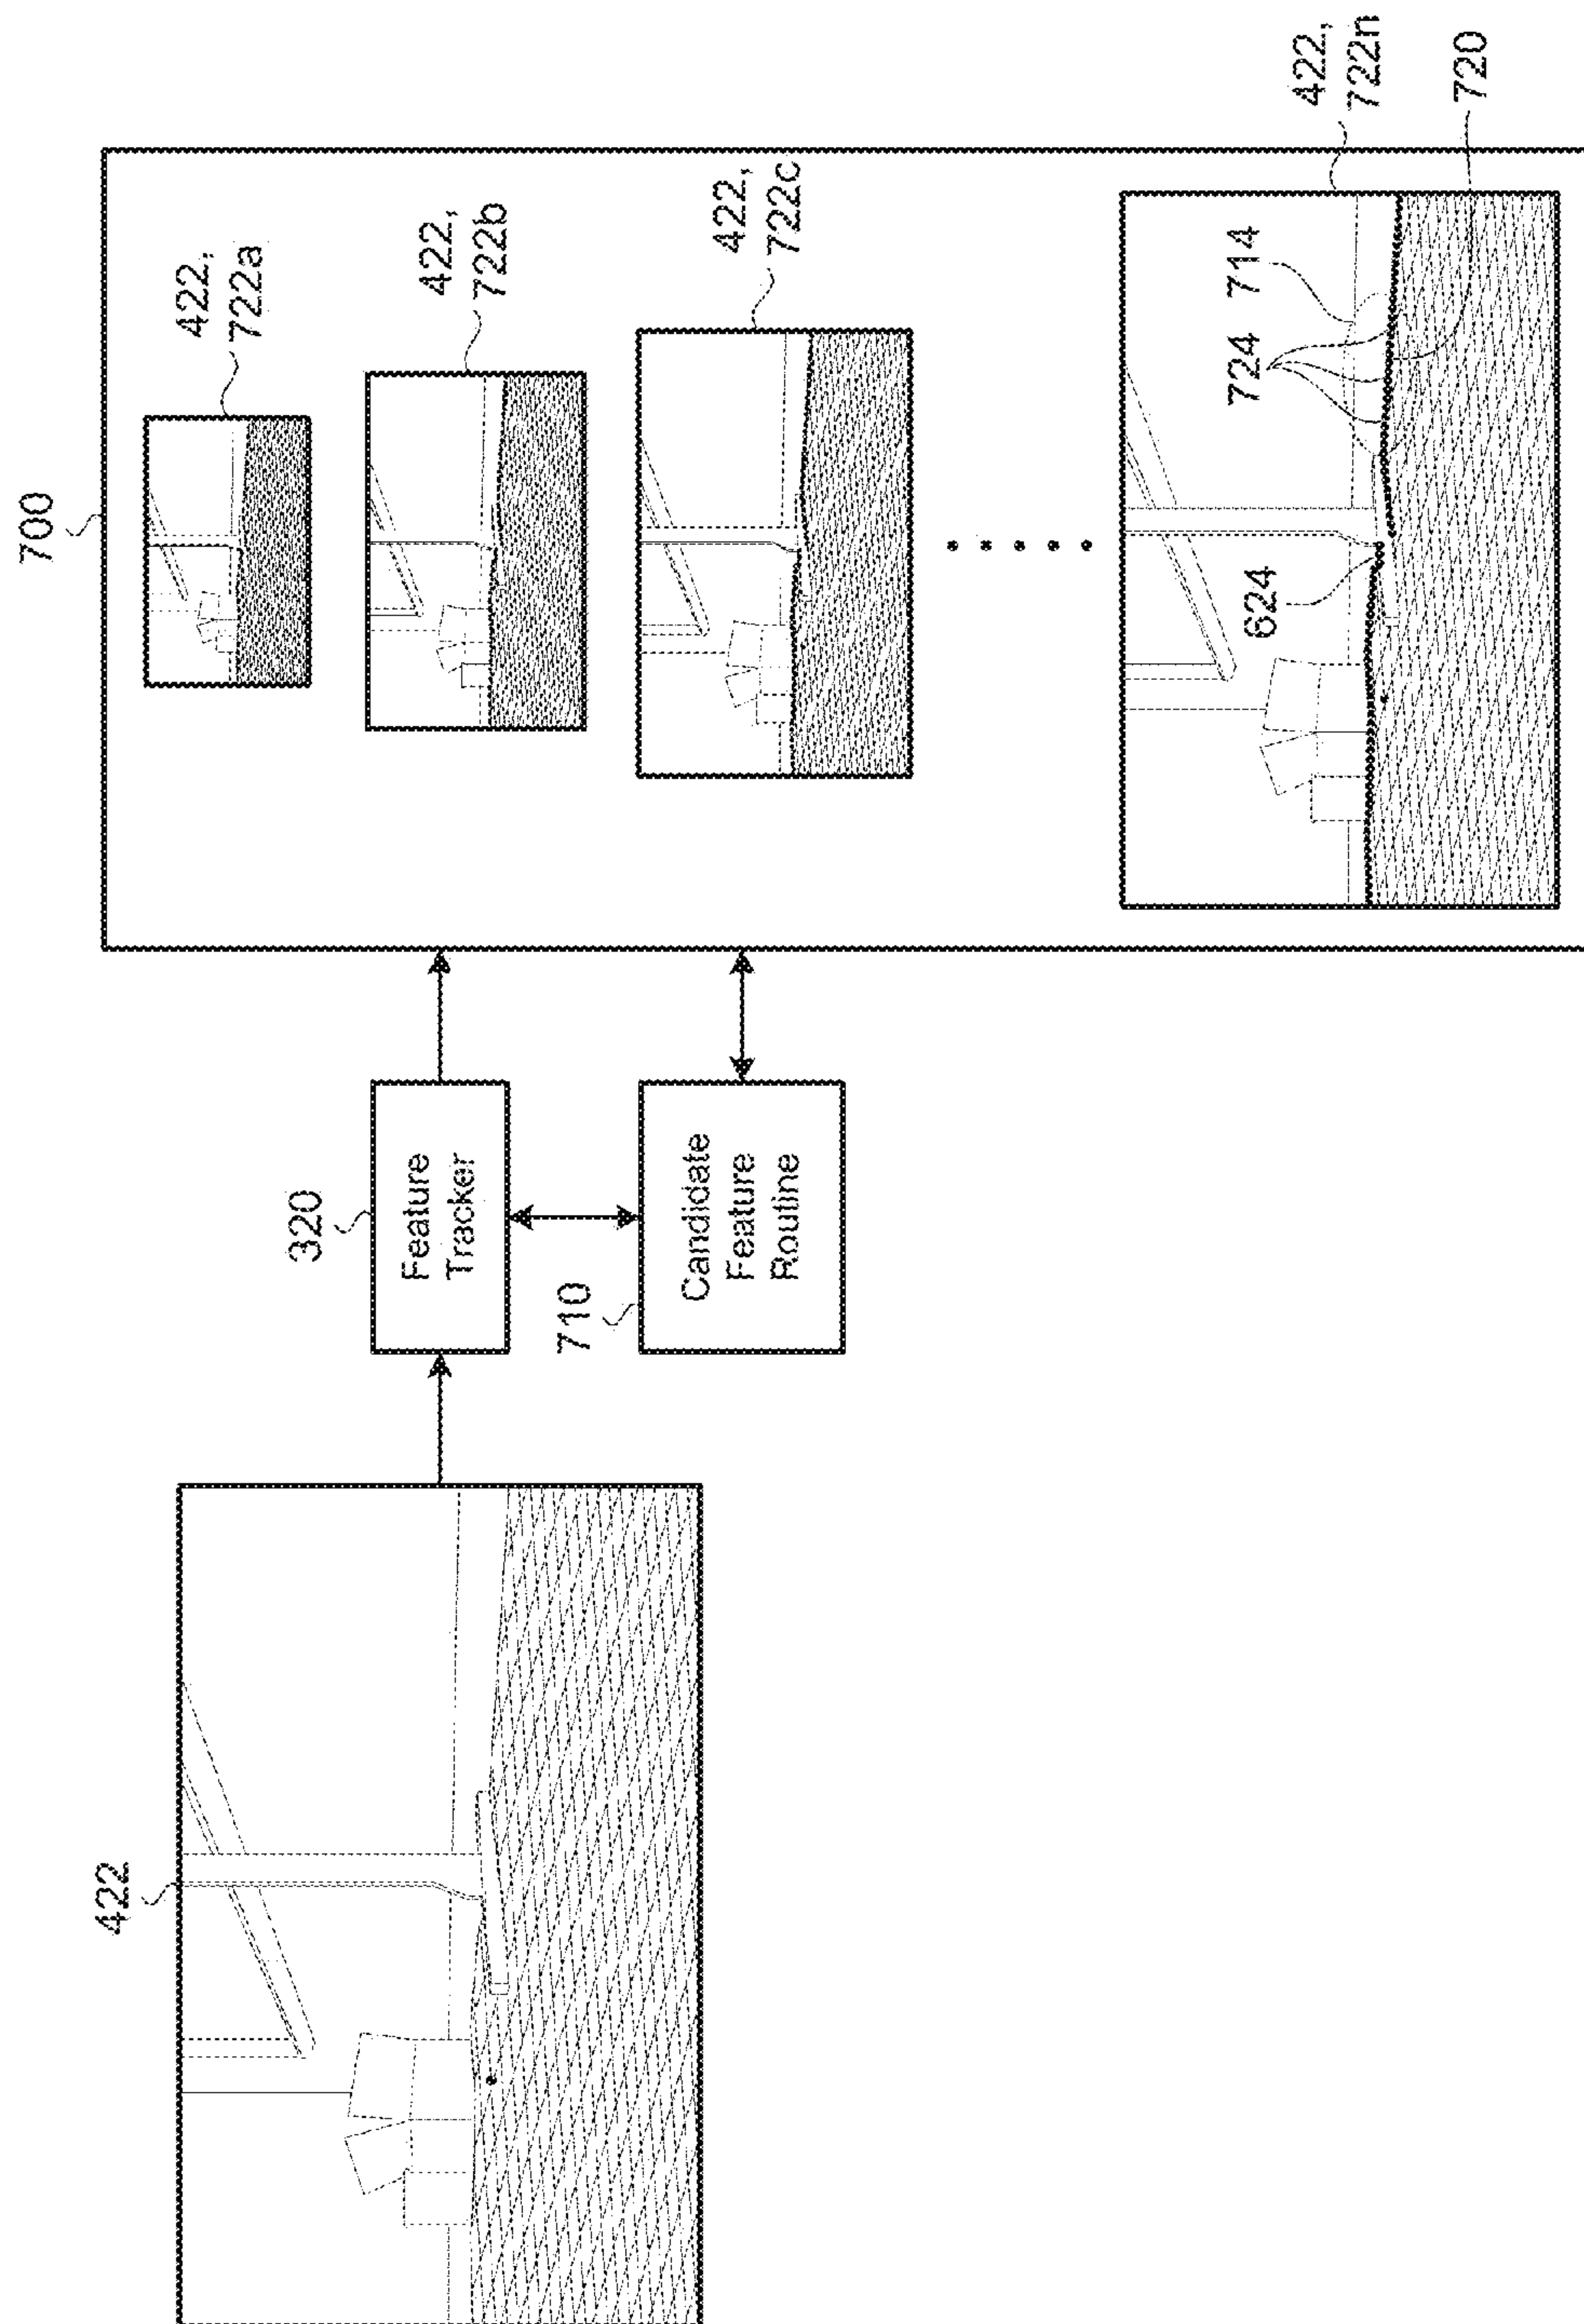 422
320
Feature
Tracker
710
Candidate
Feature
Routine
700
422,
722a
422,
722b
422,
722c
422,
722n
624
724
714
720